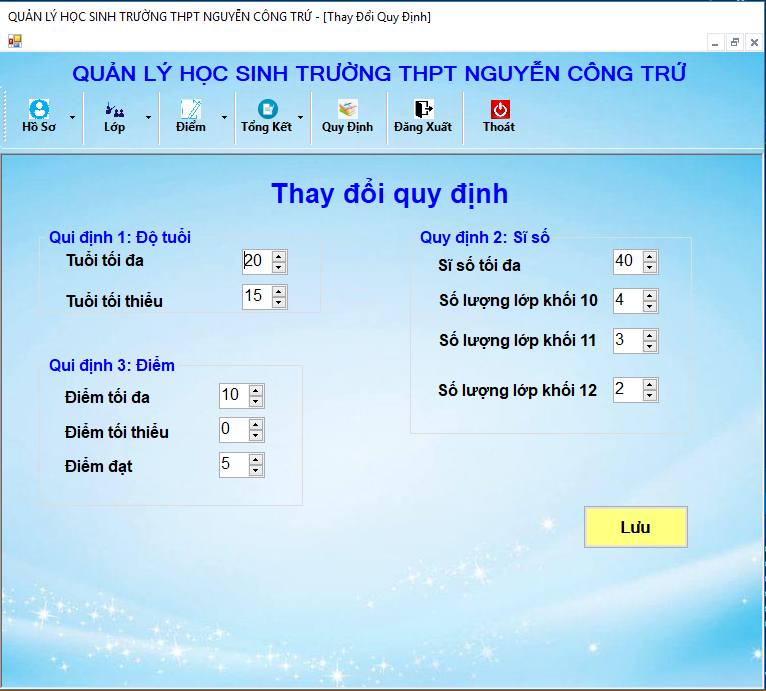 QUẢN LÝ HỌC SINH TRƯỜNG THPT NGUYỄN CÔNG TRỨ - [Thay Đổi Quy Định]
QUẢN LÝ HỌC SINH TRƯỜNG THPT NGUYỄN CÔNG TRỨ
Hồ Sơ Lớp Điểm Tổng Kết Quy Định Đăng Xuất Thoát
Thay đổi quy định
Qui định 1: Độ tuổi
Tuổi tối đa 20
Tuổi tối thiểu 15
Quy định 2: Sĩ số
Sĩ số tối đa 40
Số lượng lớp khối 10 4
Số lượng lớp khối 11 3
Số lượng lớp khối 12 2
Qui định 3: Điểm
Điểm tối đa 10
Điểm tối thiểu 0
Điểm đạt 5
Lưu